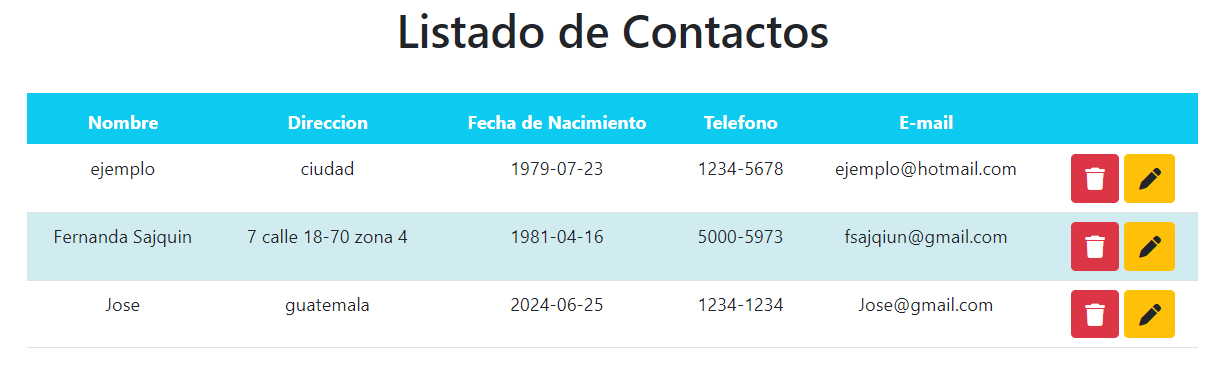 Listado de Contactos
Nombre Direccion Fecha de Nacimiento Telefono E-mail
ejemplo ciudad 1979-07-23 1234-5678 ejemplo@hotmail.com
Fernanda Sajquin 7 calle 18-70 zona 4 1981-04-16 5000-5973 fsajqiun@gmail.com
Jose guatemala 2024-06-25 1234-1234 Jose@gmail.com